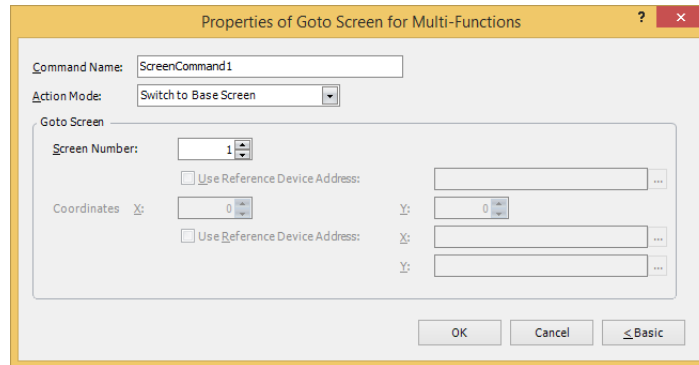 Properties of Goto Screen for Multi-Functions ? ×
Command Name: ScreenCommand1
Action Mode: Switch to Base Screen
Goto Screen
Screen Number: 1
Use Reference Device Address: ...
Coordinates X: 0 Y: 0
Use Reference Device Address: X: ...
Y: ...
OK Cancel < Basic